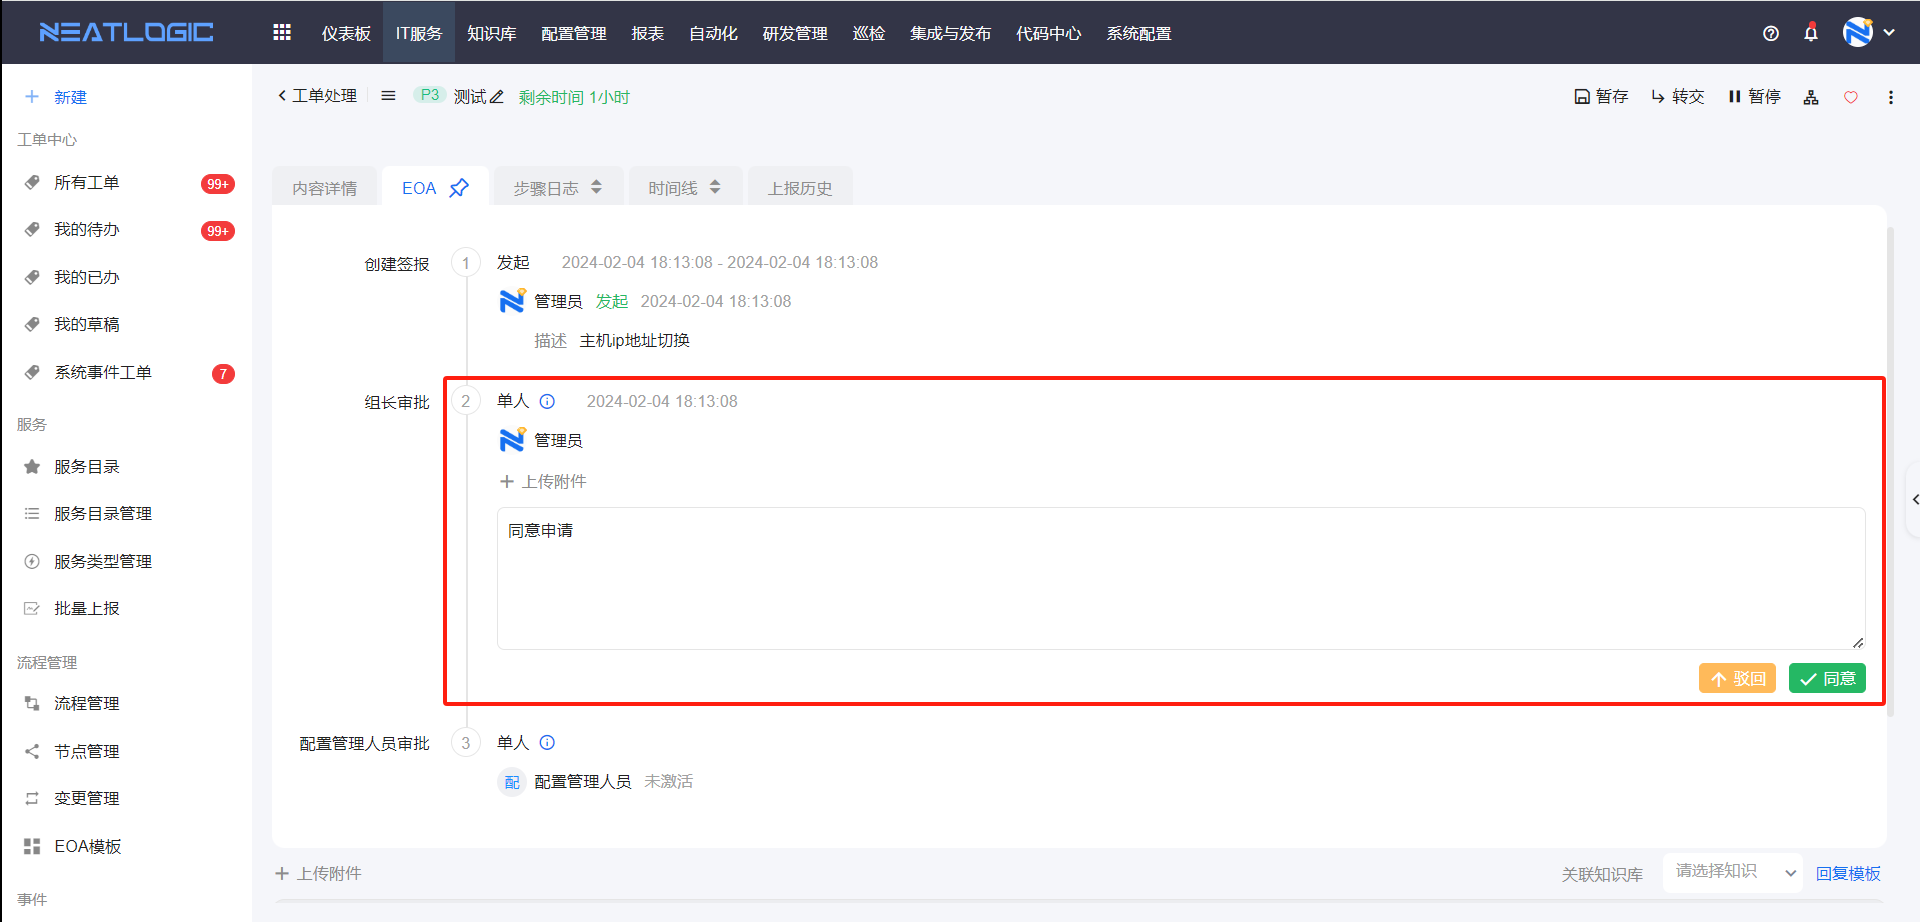 NEATLOGIC
仪表板 IT服务 知识库 配置管理 报表 自动化 研发管理 巡检 集成与发布 代码中心 系统配置
新建
工单中心
所有工单 99+
我的待办 99+
我的已办
我的草稿
系统事件工单 7
服务
服务目录
服务目录管理
服务类型管理
批量上报
流程管理
流程管理
节点管理
变更管理
EOA模板
事件
工单处理 P3 测试 剩余时间 1小时
暂存 转交 暂停
内容详情 EOA 步骤日志 时间线 上报历史
创建签报 1 发起 2024-02-04 18:13:08 - 2024-02-04 18:13:08
管理员 发起 2024-02-04 18:13:08
描述 主机ip地址切换
组长审批 2 单人 2024-02-04 18:13:08
管理员
上传附件
同意申请
驳回 同意
配置管理人员审批 3 单人
配 配置管理人员 未激活
上传附件
关联知识库 请选择知识 回复模板